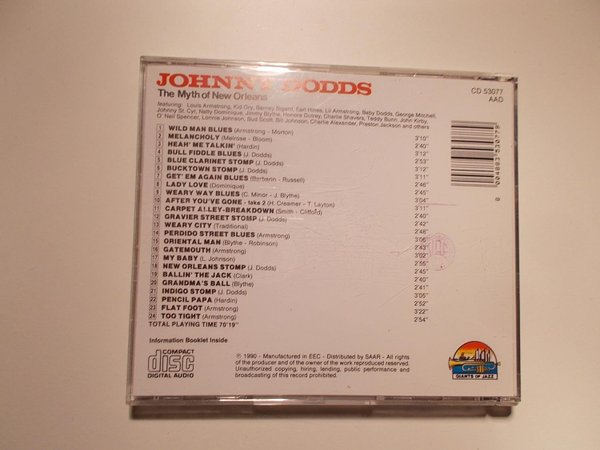 JOHNNY DODDS
The Myth of New Orleans
CD 53077
AAD
featuring: Louis Armstrong, Kid Ory, Barney Bigard, Earl Hines, Lil Armstrong, Baby Dodds, George Mitchell,
Johnny St. Cyr, Natty Dominique, Jimmy Blythe, Honore Dutrey, Charlie Shavers, Teddy Bunn, John Kirby,
O' Neil Spencer, Lonnie Johnson, Bud Scott, Bill Johnson, Charlie Alexander, Preston Jackson and others
1 WILD MAN BLUES (Armstrong - Morton) 3'10"
2 MELANCHOLY (Melrose - Bloom) 2'40"
3 HEAH' ME TALKIN' (Hardin) 3'12"
4 BULL FIDDLE BLUES (J. Dodds) 2'53"
5 BLUE CLARINET STOMP (J. Dodds) 3'12"
6 BUCKTOWN STOMP (J. Dodds) 3'11"
7 GET' EM AGAIN BLUES (Barbarin - Russell) 2'46"
8 LADY LOVE (Dominique) 2'45"
9 WEARY WAY BLUES (C. Minor - J. Blythe) 3'04"
10 AFTER YOU'VE GONE - take 2 (H. Creamer - T. Layton) 3'11"
11 CARPET ALLEY-BREAKDOWN (Smith - Clifford) 2'40"
12 GRAVIER STREET STOMP (J. Dodds) 2'42"
13 WEARY CITY (Traditional) 2'40"
14 PERDIDO STREET BLUES (Armstrong) 3'06"
15 ORIENTAL MAN (Blythe - Robinson) 2'43"
16 GATEMOUTH (Armstrong) 3'02"
17 MY BABY (L. Johnson) 2'55"
18 NEW ORLEANS STOMP (J. Dodds)
19 BALLIN' THE JACK (Clark) 2'40"
20 GRANDMA'S BALL (Blythe) 2'41"
21 INDIGO STOMP (J. Dodds) 3'05"
22 PENCIL PAPA (Hardin) 2'52"
23 FLAT FOOT (Armstrong) 2'55"
24 TOO TIGHT (Armstrong) 2'54"
TOTAL PLAYING TIME 70'19"
Information Booklet Inside
COMPACT
disc
DIGITAL AUDIO
℗ 1990 - Manufactured in EEC - Distributed by SAAR - All rights
of the producer and of the owner of the work reproduced reserved.
Unauthorized copying, hiring, lending, public performance and
broadcasting of this record prohibited.
GIANTS OF JAZZ
8 004883 530779